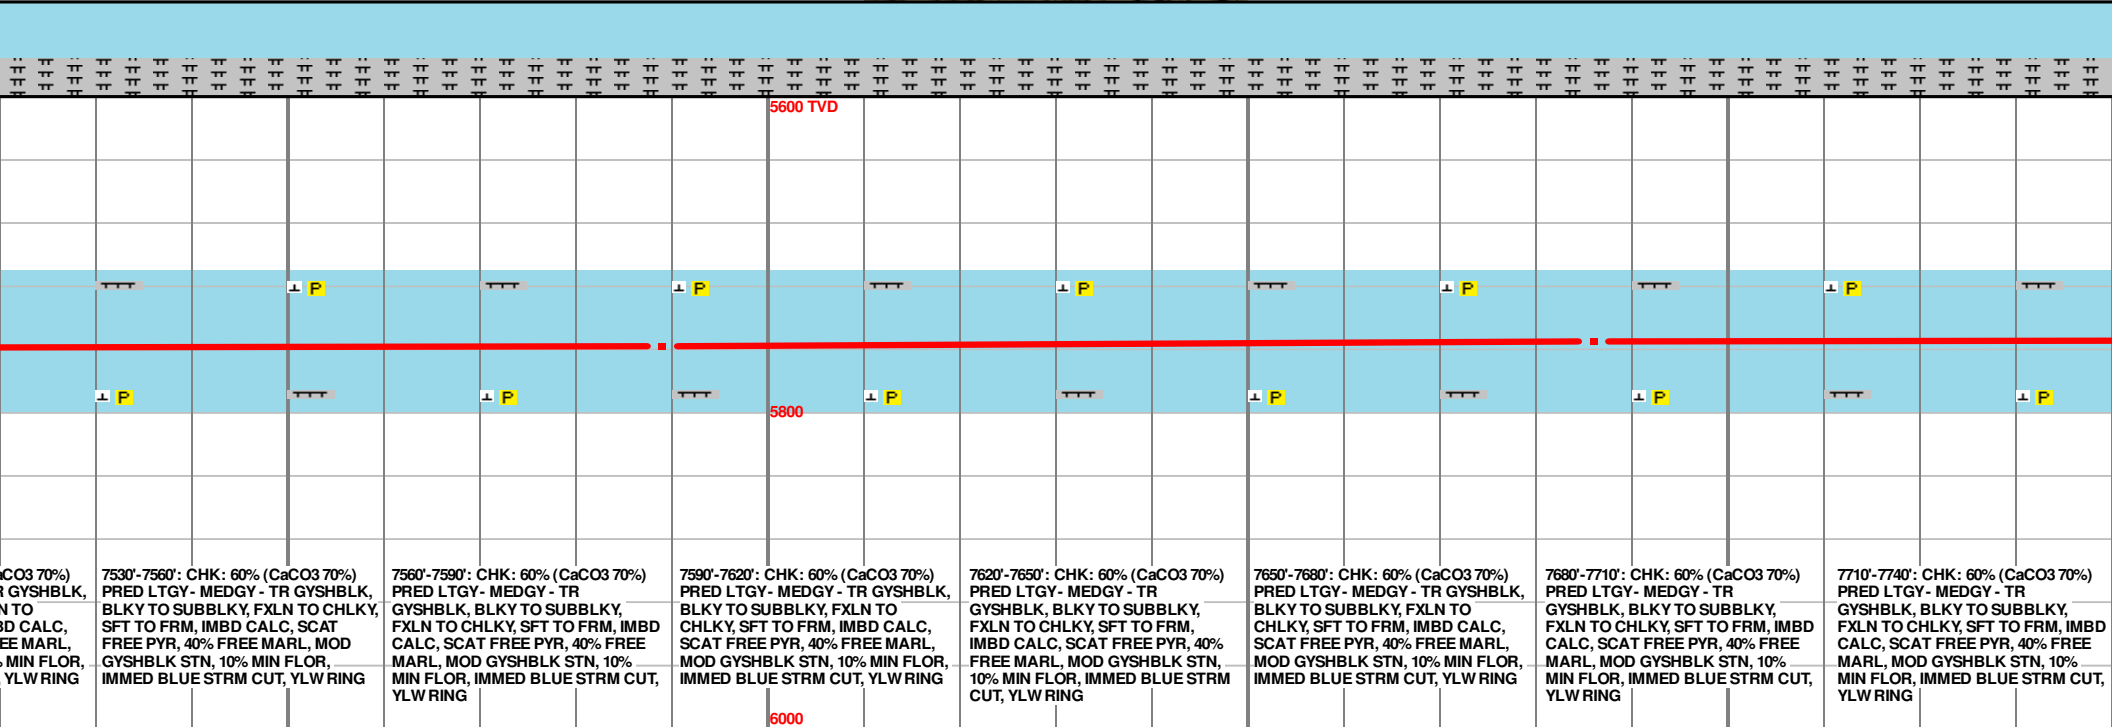 5600 TVD
P P P P P
5800
P P P P P P
aCO3 70%)
R GYSHBLK,
N TO
BD CALC,
EE MARL,
% MIN FLOR,
, YLW RING
7530'-7560': CHK: 60% (CaCO3 70%)
PRED LTGY - MEDGY - TR GYSHBLK,
BLKY TO SUBBLKY, FXLN TO CHLKY,
SFT TO FRM, IMBD CALC, SCAT
FREE PYR, 40% FREE MARL, MOD
GYSHBLK STN, 10% MIN FLOR,
IMMED BLUE STRM CUT, YLW RING
7560'-7590': CHK: 60% (CaCO3 70%)
PRED LTGY - MEDGY - TR
GYSHBLK, BLKY TO SUBBLKY,
FXLN TO CHLKY, SFT TO FRM, IMBD
CALC, SCAT FREE PYR, 40% FREE
MARL, MOD GYSHBLK STN, 10%
MIN FLOR, IMMED BLUE STRM CUT,
YLW RING
7590'-7620': CHK: 60% (CaCO3 70%)
PRED LTGY - MEDGY - TR GYSHBLK,
BLKY TO SUBBLKY, FXLN TO
CHLKY, SFT TO FRM, IMBD CALC,
SCAT FREE PYR, 40% FREE MARL,
MOD GYSHBLK STN, 10% MIN FLOR,
IMMED BLUE STRM CUT, YLW RING
7620'-7650': CHK: 60% (CaCO3 70%)
PRED LTGY - MEDGY - TR
GYSHBLK, BLKY TO SUBBLKY,
FXLN TO CHLKY, SFT TO FRM,
IMBD CALC, SCAT FREE PYR, 40%
FREE MARL, MOD GYSHBLK STN,
10% MIN FLOR, IMMED BLUE STRM
CUT, YLW RING
7650'-7680': CHK: 60% (CaCO3 70%)
PRED LTGY - MEDGY - TR GYSHBLK,
BLKY TO SUBBLKY, FXLN TO
CHLKY, SFT TO FRM, IMBD CALC,
SCAT FREE PYR, 40% FREE MARL,
MOD GYSHBLK STN, 10% MIN FLOR,
IMMED BLUE STRM CUT, YLW RING
7680'-7710': CHK: 60% (CaCO3 70%)
PRED LTGY - MEDGY - TR
GYSHBLK, BLKY TO SUBBLKY,
FXLN TO CHLKY, SFT TO FRM, IMBD
CALC, SCAT FREE PYR, 40% FREE
MARL, MOD GYSHBLK STN, 10%
MIN FLOR, IMMED BLUE STRM CUT,
YLW RING
7710'-7740': CHK: 60% (CaCO3 70%)
PRED LTGY - MEDGY - TR
GYSHBLK, BLKY TO SUBBLKY,
FXLN TO CHLKY, SFT TO FRM, IMBD
CALC, SCAT FREE PYR, 40% FREE
MARL, MOD GYSHBLK STN, 10%
MIN FLOR, IMMED BLUE STRM CUT,
YLW RING
6000